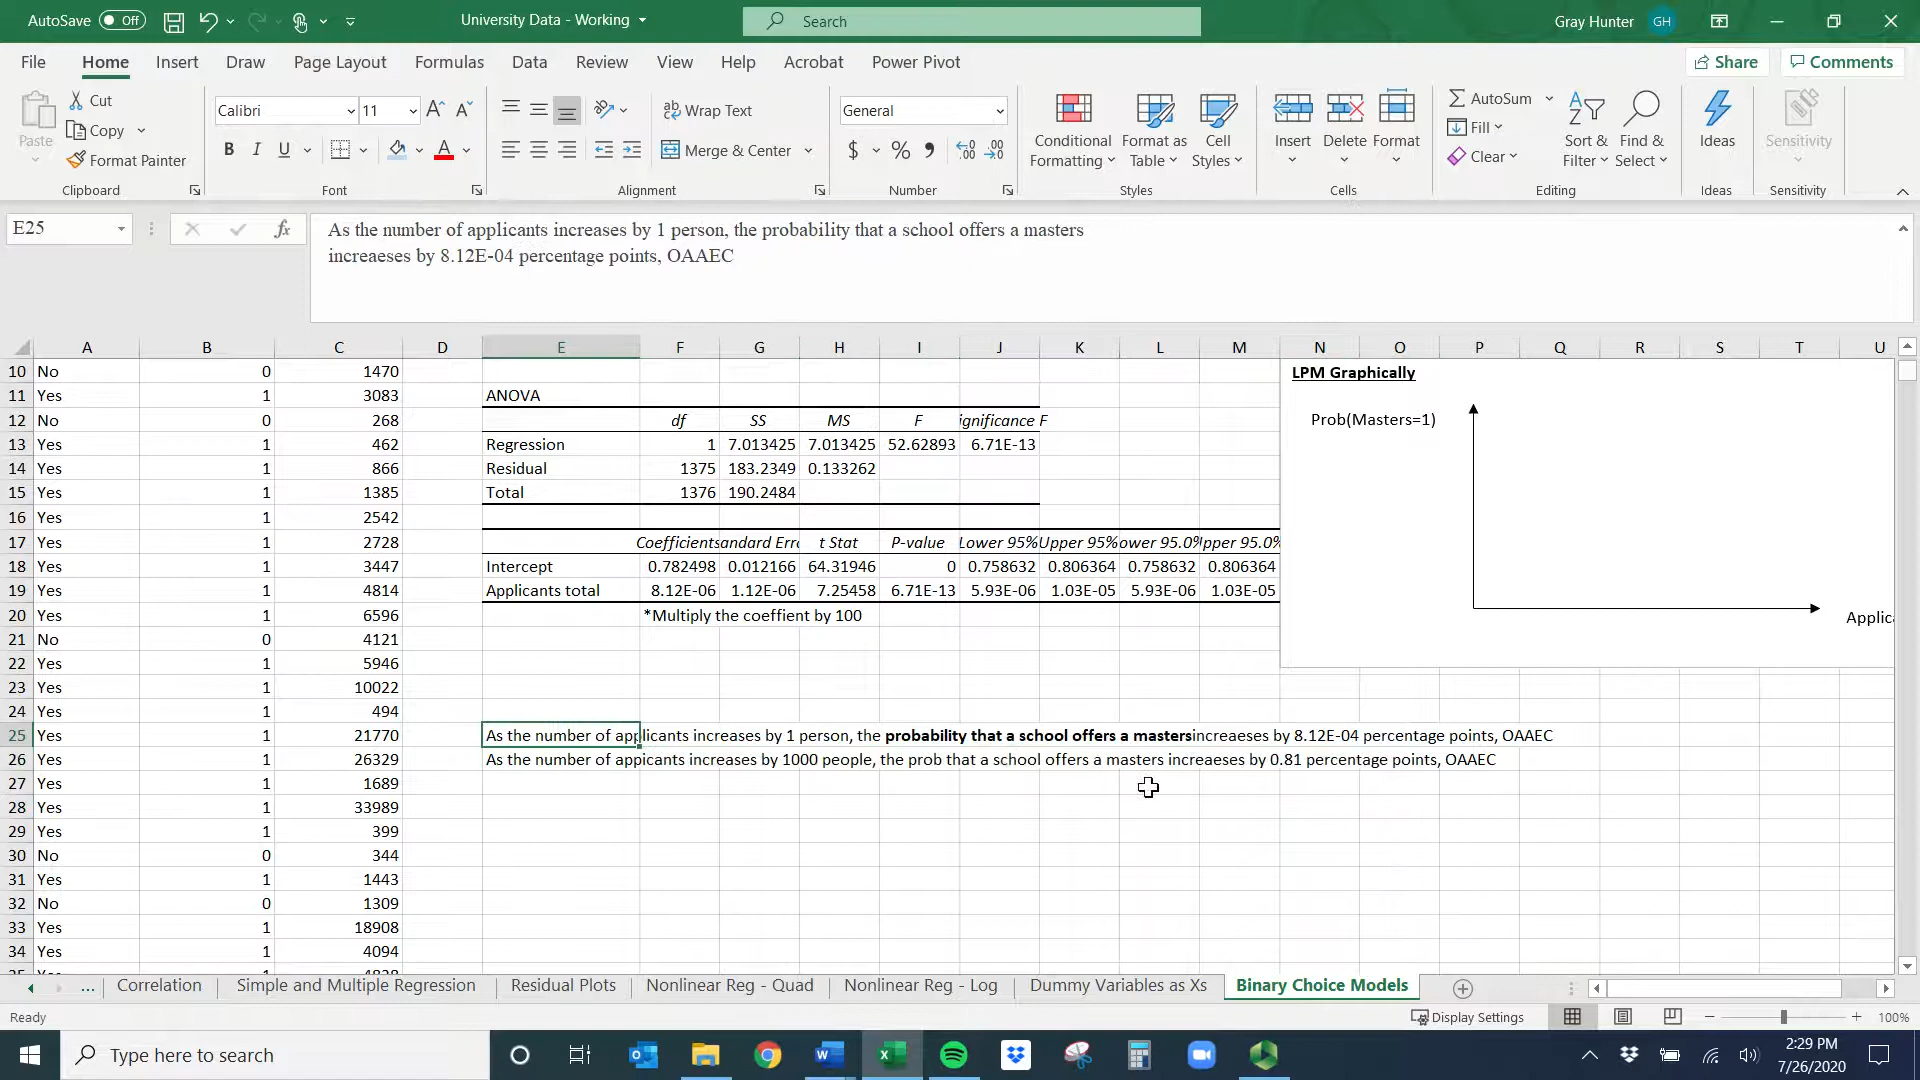 AutoSave Off University Data - Working Search Gray Hunter GH
File Home Insert Draw Page Layout Formulas Data Review View Help Acrobat Power Pivot Share Comments
Paste Cut Copy Format Painter
Clipboard
Calibri 11
B I U
Font
Wrap Text
Merge & Center
Alignment
General
$ % 9
Number
Conditional Formatting Format as Table Cell Styles
Styles
Insert Delete Format
Cells
AutoSum Fill Clear
Sort & Filter Find & Select
Editing
Ideas
Ideas
Sensitivity
Sensitivity
E25 fx As the number of applicants increases by 1 person, the probability that a school offers a masters
increaeses by 8.12E-04 percentage points, OAAEC
A B C D E F G H I J K L M N O P Q R S T U
10 No 0 1470 LPM Graphically
11 Yes 1 3083 ANOVA
12 No 0 268 df SS MS F ignificance F Prob(Masters=1)
13 Yes 1 462 Regression 1 7.013425 7.013425 52.62893 6.71E-13
14 Yes 1 866 Residual 1375 183.2349 0.133262
15 Yes 1 1385 Total 1376 190.2484
16 Yes 1 2542
17 Yes 1 2728 Coefficients andard Erro t Stat P-value Lower 95% Upper 95% ower 95.0% pper 95.0%
18 Yes 1 3447 Intercept 0.782498 0.012166 64.31946 0 0.758632 0.806364 0.758632 0.806364
19 Yes 1 4814 Applicants total 8.12E-06 1.12E-06 7.25458 6.71E-13 5.93E-06 1.03E-05 5.93E-06 1.03E-05
20 Yes 1 6596 *Multiply the coeffient by 100 Applica
21 No 0 4121
22 Yes 1 5946
23 Yes 1 10022
24 Yes 1 494
25 Yes 1 21770 As the number of applicants increases by 1 person, the probability that a school offers a mastersincreaeses by 8.12E-04 percentage points, OAAEC
26 Yes 1 26329 As the number of appicants increases by 1000 people, the prob that a school offers a masters increaeses by 0.81 percentage points, OAAEC
27 Yes 1 1689
28 Yes 1 33989
29 Yes 1 399
30 No 0 344
31 Yes 1 1443
32 No 0 1309
33 Yes 1 18908
34 Yes 1 4094
... Correlation Simple and Multiple Regression Residual Plots Nonlinear Reg - Quad Nonlinear Reg - Log Dummy Variables as Xs Binary Choice Models
Ready Display Settings 100%
Type here to search 2:29 PM
7/26/2020